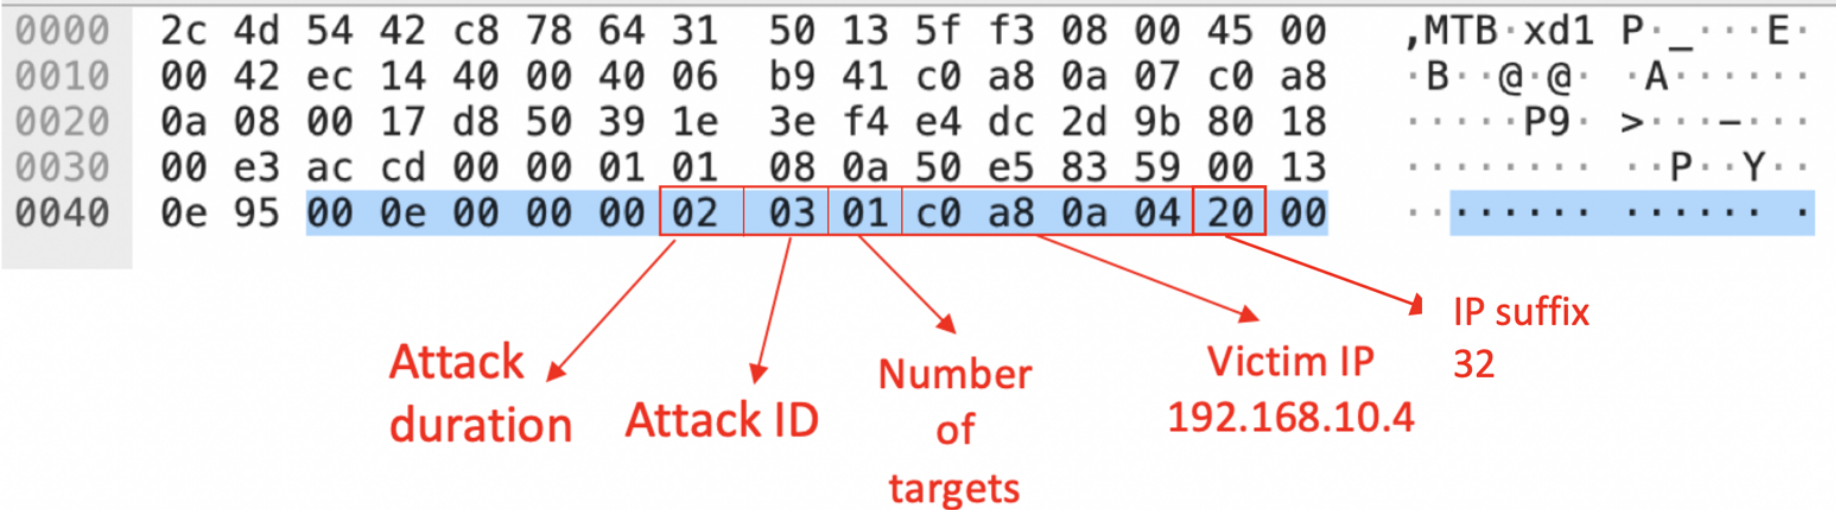 0000 2c 4d 54 42 c8 78 64 31 50 13 5f f3 08 00 45 00 ,MTB·xd1 P·_···E·
0010 00 42 ec 14 40 00 40 06 b9 41 c0 a8 0a 07 c0 a8 ·B··@·@· ·A······
0020 0a 08 00 17 d8 50 39 1e 3e f4 e4 dc 2d 9b 80 18 ·····P9· >···-···
0030 00 e3 ac cd 00 00 01 01 08 0a 50 e5 83 59 00 13 ········ ··P··Y··
0040 0e 95 00 0e 00 00 00 02 03 01 c0 a8 0a 04 20 00 ········ ········
Attack
duration
Attack ID
Number
of
targets
Victim IP
192.168.10.4
IP suffix
32